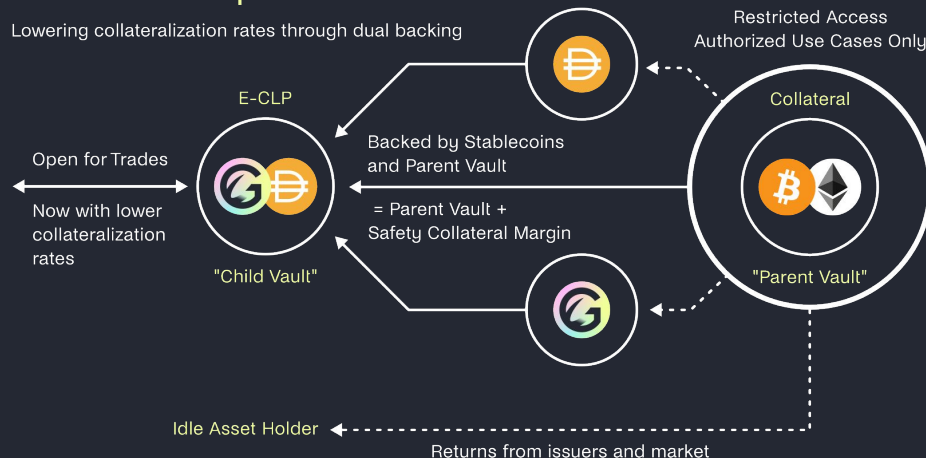 Lowering collateralization rates through dual backing
Restricted Access
Authorized Use Cases Only
E-CLP
Collateral
Open for Trades
Backed by Stablecoins
and Parent Vault
Now with lower
collateralization
rates
= Parent Vault +
Safety Collateral Margin
"Child Vault"
"Parent Vault"
Idle Asset Holder
Returns from issuers and market